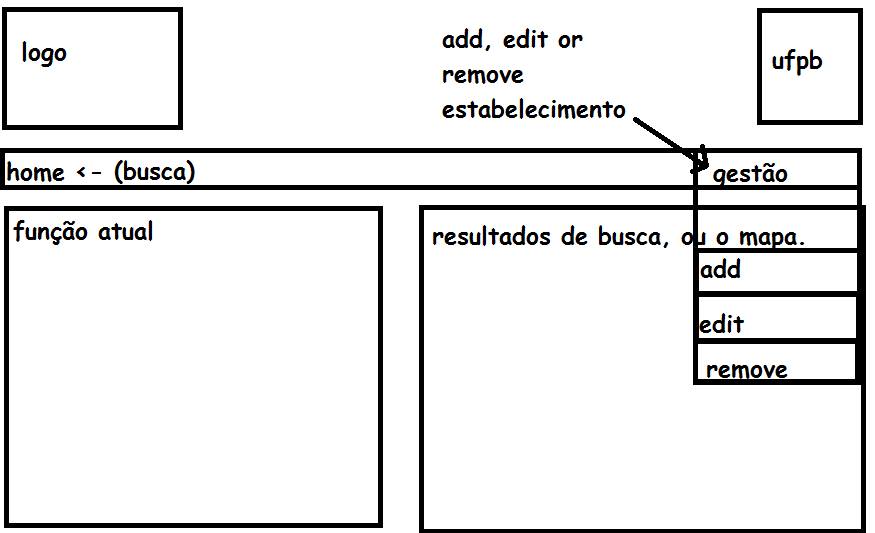 logo
add, edit or
remove
estabelecimento
ufpb
home <- (busca)
gestão
função atual
resultados de busca, ou o mapa.
add
edit
remove